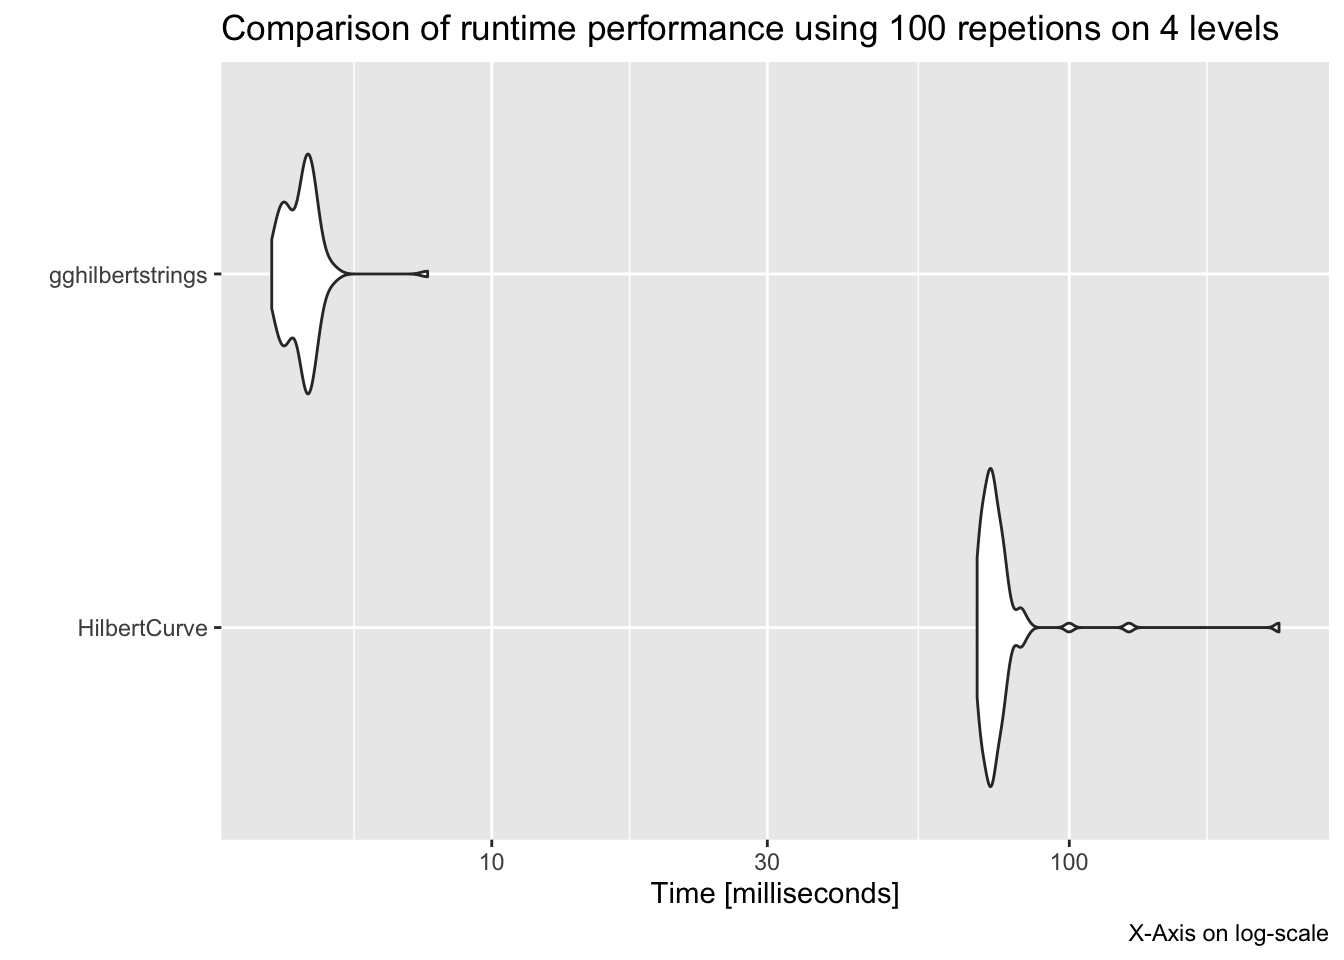 Comparison of runtime performance using 100 repetions on 4 levels
gghilbertstrings
HilbertCurve
10 30 100
Time [milliseconds]
X-Axis on log-scale